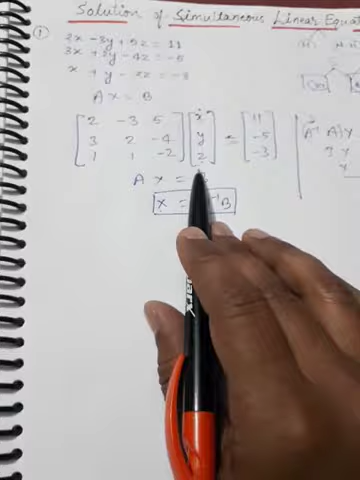 Solution of Simultaneous Linear Equat
① 2x - 3y + 5z = 11
3x + 2y - 4z = -5
x + y - 2z = -3
A x = B
[ 2 -3 5 ] [ x ] = [ 11 ]
[ 3 2 -4 ] [ y ] [ -5 ]
[ 1 1 -2 ] [ z ] [ -3 ]
A x =
x = B